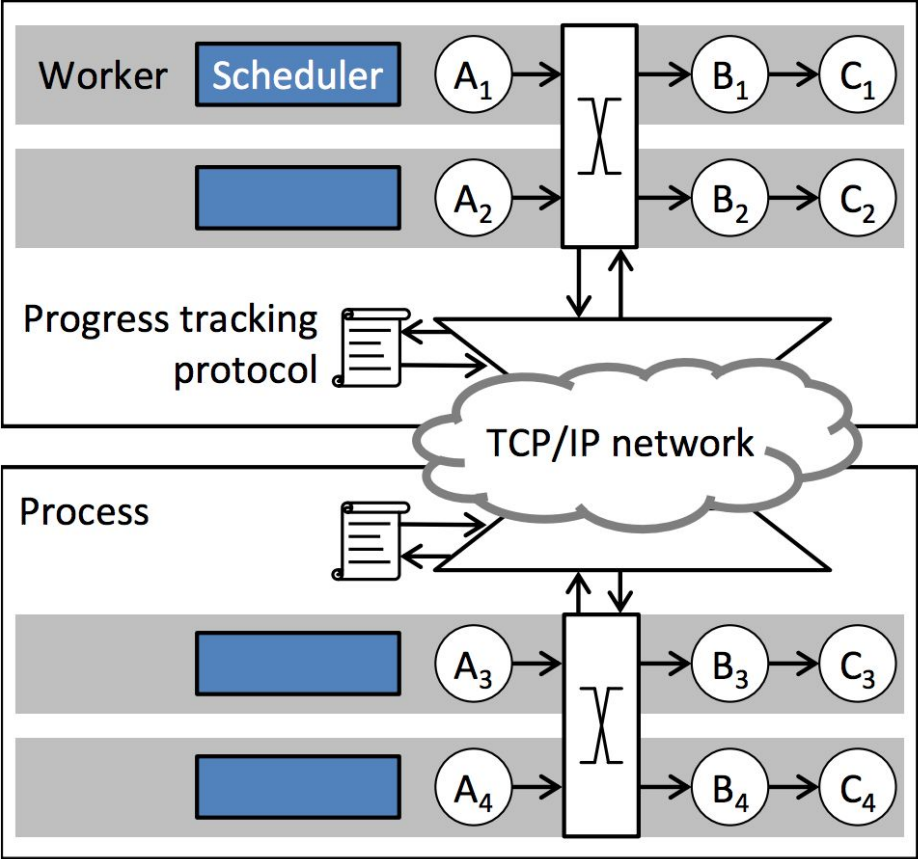 Worker Scheduler A₁ B₁ C₁
A₂ B₂ C₂
Progress tracking
protocol
TCP/IP network
Process
A₃ B₃ C₃
A₄ B₄ C₄